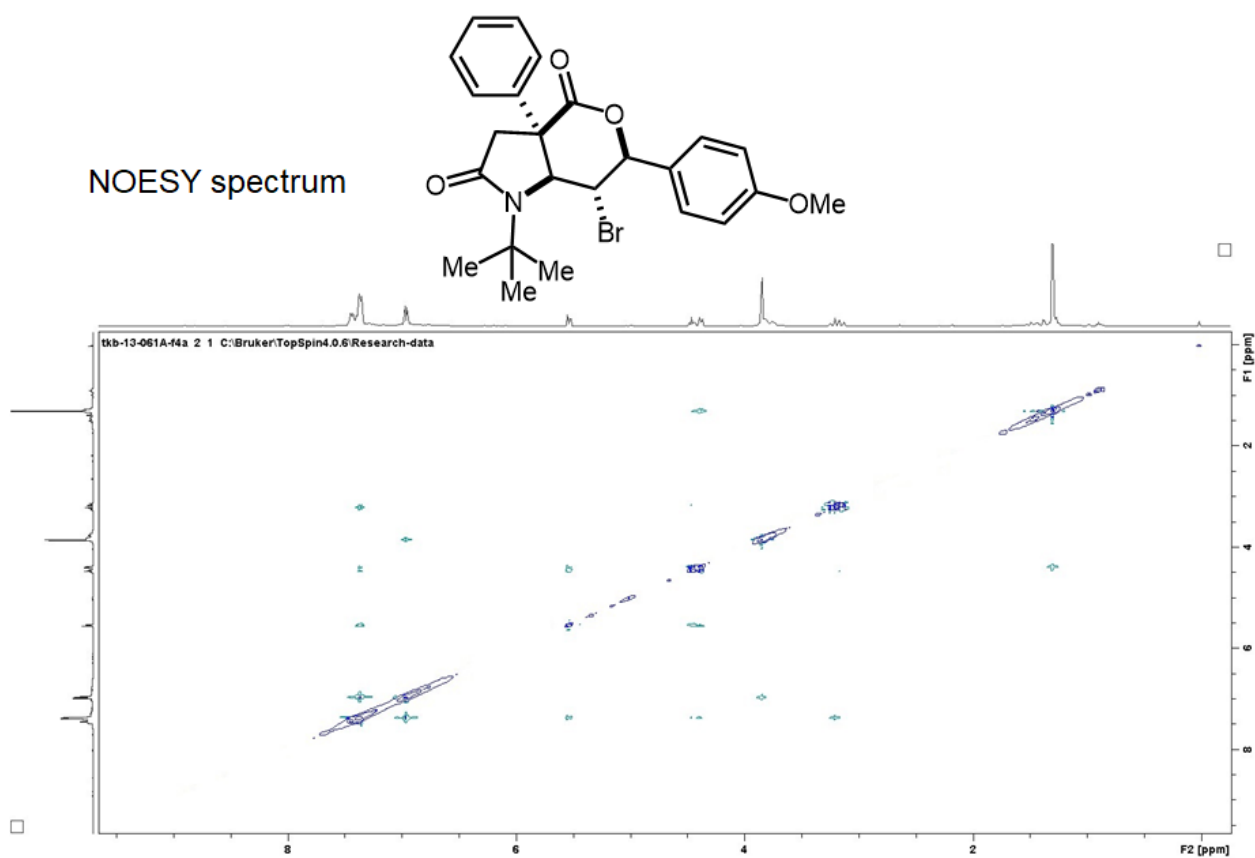 O
O
NOESY spectrum
O
N
OMe
Br
Me
Me
Me
tkb-13-061A-f4a 2 1 C:\Bruker\TopSpin4.0.6\Research-data
F1 [ppm]
2
4
6
8
8
6
4
2
F2 [ppm]